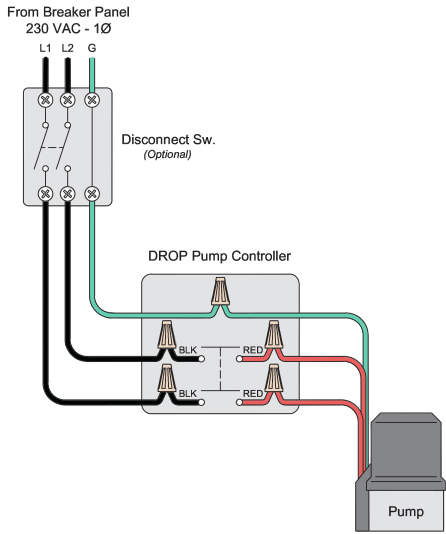 From Breaker Panel
230 VAC - 1Ø
L1 L2 G
Disconnect Sw.
(Optional)
DROP Pump Controller
BLK RED
BLK RED
Pump